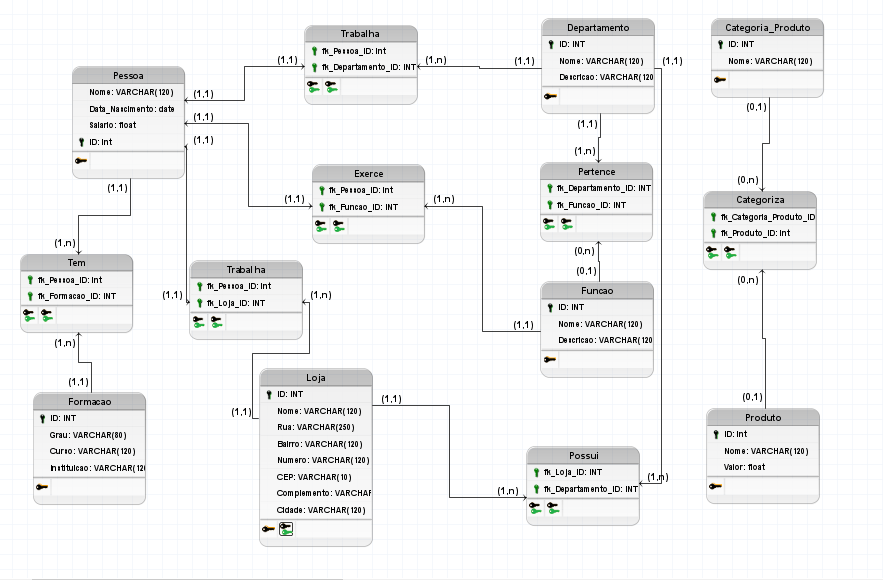 Trabalha
fk_Pessoa_ID: Int
fk_Departamento_ID: INT
Departamento
ID: INT
Nome: VARCHAR(120)
Descricao: VARCHAR(120
Categoria_Produto
ID: INT
Nome: VARCHAR(120)
Pessoa
Nome: VARCHAR(120)
Data_Nascimento: date
Salario: float
ID: Int
(1,1)
(1,1)
(1,n)
(1,1)
(1,1)
(1,1)
(1,1)
(1,1)
(1,n)
(0,1)
(0,n)
Exerce
fk_Pessoa_ID: Int
fk_Funcao_ID: INT
(1,1)
(1,n)
Pertence
fk_Departamento_ID: INT
fk_Funcao_ID: INT
Categoriza
fk_Categoria_Produto_ID
fk_Produto_ID: Int
(1,1)
(1,n)
Tem
fk_Pessoa_ID: Int
fk_Formacao_ID: INT
(1,n)
(1,1)
Trabalha
fk_Pessoa_ID: Int
fk_Loja_ID: INT
(1,1)
(1,n)
(0,n)
(0,1)
(0,n)
Funcao
ID: INT
Nome: VARCHAR(120)
Descricao: VARCHAR(120
(1,1)
Formacao
ID: INT
Grau: VARCHAR(80)
Curso: VARCHAR(120)
Instituicao: VARCHAR(120
Loja
ID: INT
Nome: VARCHAR(120)
Rua: VARCHAR(250)
Bairro: VARCHAR(120)
Numero: VARCHAR(120)
CEP: VARCHAR(10)
Complemento: VARCHAR
Cidade: VARCHAR(120)
(1,1)
(1,1)
(1,n)
(1,n)
Possui
fk_Loja_ID: INT
fk_Departamento_ID: INT
(0,1)
Produto
ID: Int
Nome: VARCHAR(120)
Valor: float